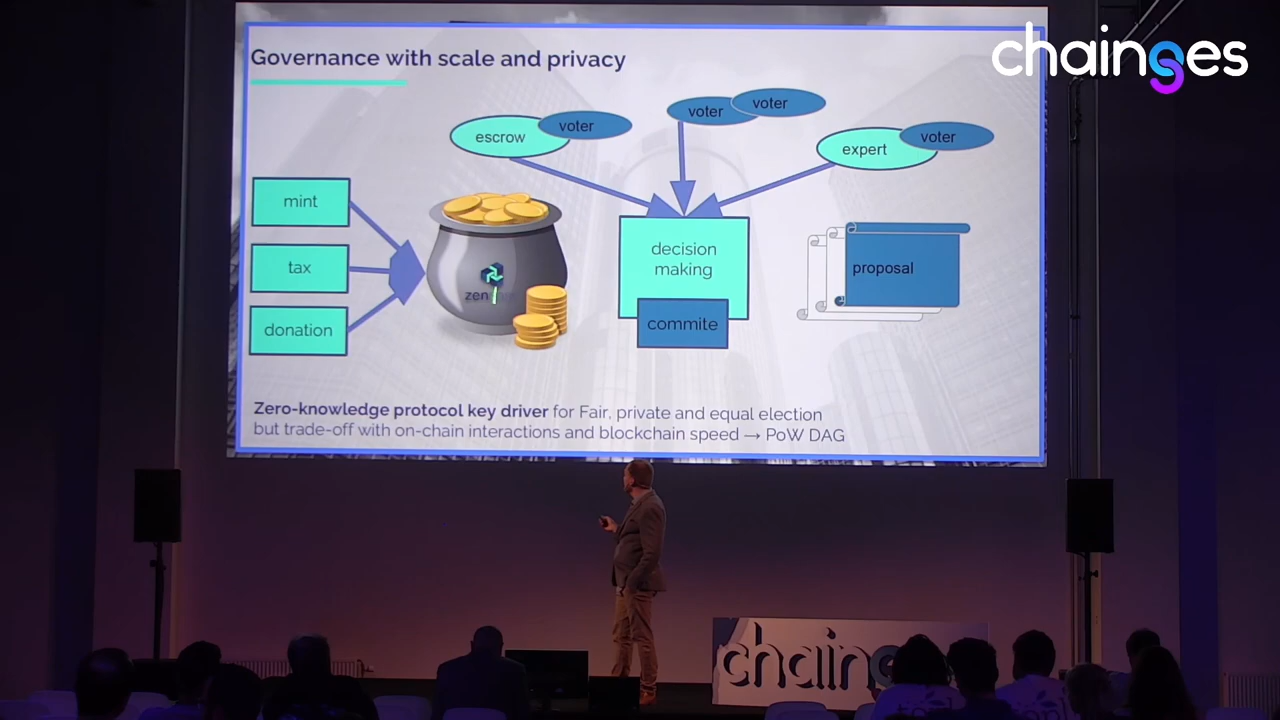 chainges
Governance with scale and privacy
escrow
voter
voter
voter
expert
voter
mint
tax
donation
zen
decision
making
commite
proposal
Zero-knowledge protocol key driver for Fair, private and equal election
but trade-off with on-chain interactions and blockchain speed → PoW DAG